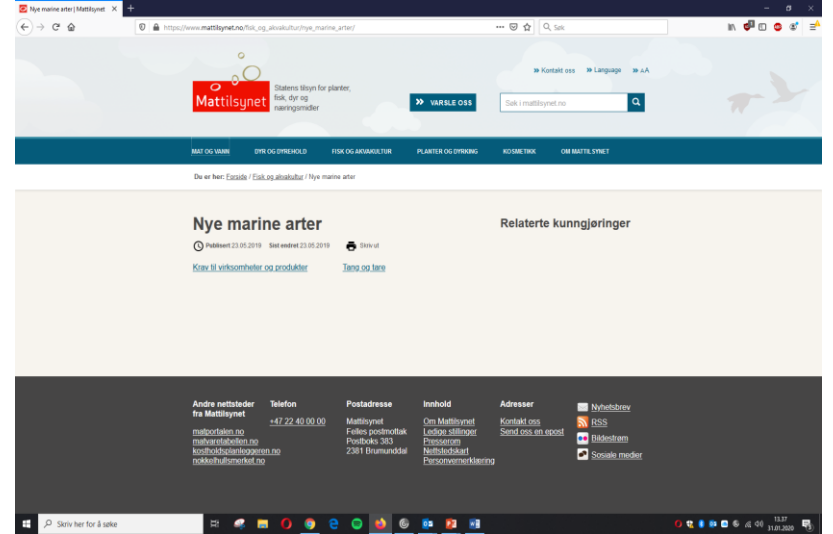 Nye marine arter | Mattilsynet
https://www.mattilsynet.no/fisk_og_akvakultur/nye_marine_arter/
Søk
Kontakt oss
Language
AA
Mattilsynet
Statens tilsyn for planter,
fisk, dyr og
næringsmidler
VARSLE OSS
Søk i mattilsynet.no
MAT OG VANN DYR OG DYREHOLD FISK OG AKVAKULTUR PLANTER OG DYRKING KOSMETIKK OM MATTILSYNET
Du er her: Forside / Fisk og akvakultur / Nye marine arter
Nye marine arter
Publisert 23.05.2019 Sist endret 23.05.2019 Skriv ut
Krav til virksomheter og produkter
Tang og tare
Relaterte kunngjøringer
Andre nettsteder
fra Mattilsynet
matportalen.no
matvaretabellen.no
kostholdsplanleggeren.no
nokkelhullsmerket.no
Telefon
+47 22 40 00 00
Postadresse
Mattilsynet
Felles postmottak
Postboks 383
2381 Brumunddal
Innhold
Om Mattilsynet
Ledige stillinger
Presserom
Nettstedskart
Personvernerklæring
Adresser
Kontakt oss
Send oss en epost
Nyhetsbrev
RSS
Bildestrøm
Sosiale medier
Skriv her for å søke
13.37
31.01.2020